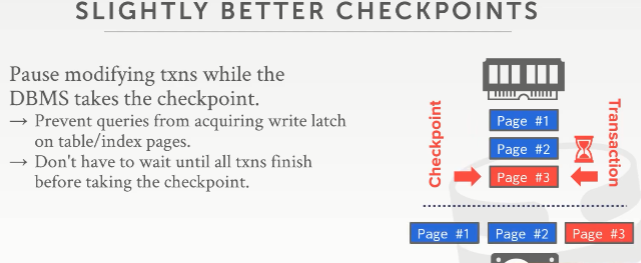 SLIGHTLY BETTER CHECKPOINTS
Pause modifying txns while the
DBMS takes the checkpoint.
→ Prevent queries from acquiring write latch
on table/index pages.
→ Don't have to wait until all txns finish
before taking the checkpoint.
Checkpoint
Page #1
Page #2
Page #3
Transaction
Page #1 Page #2 Page #3